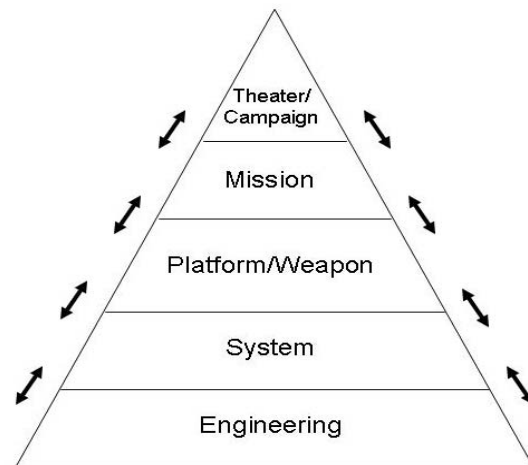 Theater/
Campaign
Mission
Platform/Weapon
System
Engineering